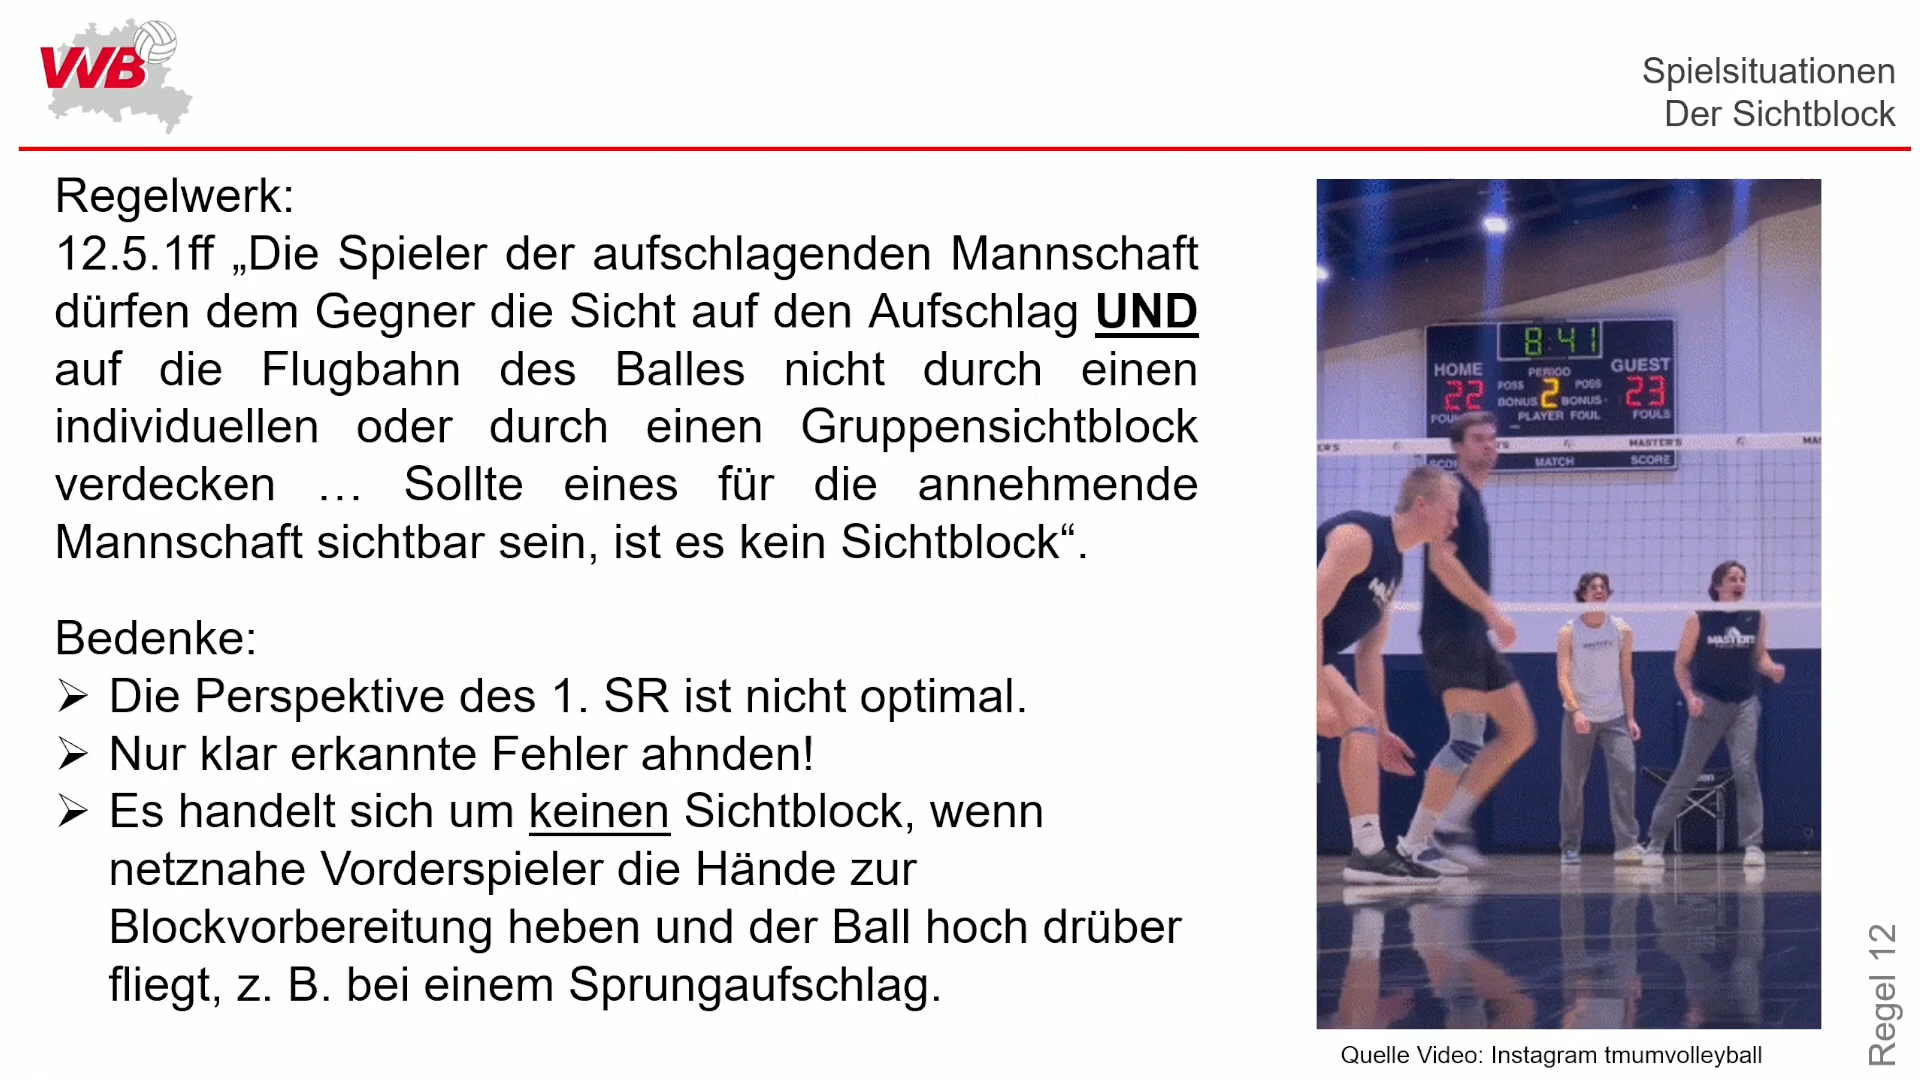 VVB
Spielsituationen
Der Sichtblock
Regelwerk:
12.5.1ff „Die Spieler der aufschlagenden Mannschaft
dürfen dem Gegner die Sicht auf den Aufschlag UND
auf die Flugbahn des Balles nicht durch einen
individuellen oder durch einen Gruppensichtblock
verdecken … Sollte eines für die annehmende
Mannschaft sichtbar sein, ist es kein Sichtblock“.
Bedenke:
➢ Die Perspektive des 1. SR ist nicht optimal.
➢ Nur klar erkannte Fehler ahnden!
➢ Es handelt sich um keinen Sichtblock, wenn
netznahe Vorderspieler die Hände zur
Blockvorbereitung heben und der Ball hoch drüber
fliegt, z. B. bei einem Sprungaufschlag.
8:41
HOME PERIOD GUEST
22 POSS 2 POSS 23
BONUS BONUS
PLAYER FOUL FOULS
MASTER'S
MATCH SCORE
MASTER'S
Quelle Video: Instagram tmumvolleyball
Regel 12